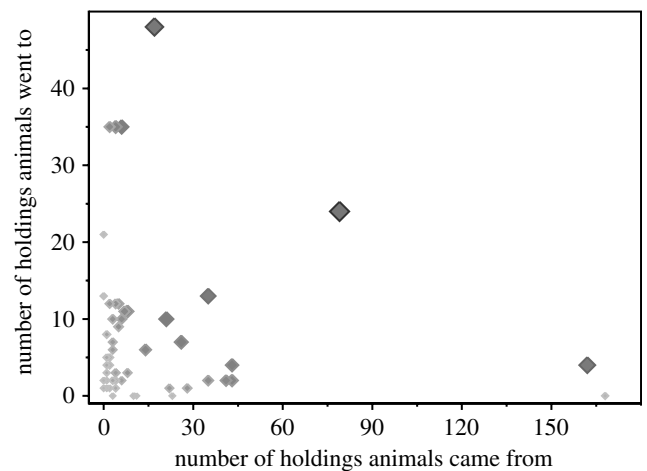 number of holdings animals went to
40
30
20
10
0
0 30 60 90 120 150
number of holdings animals came from